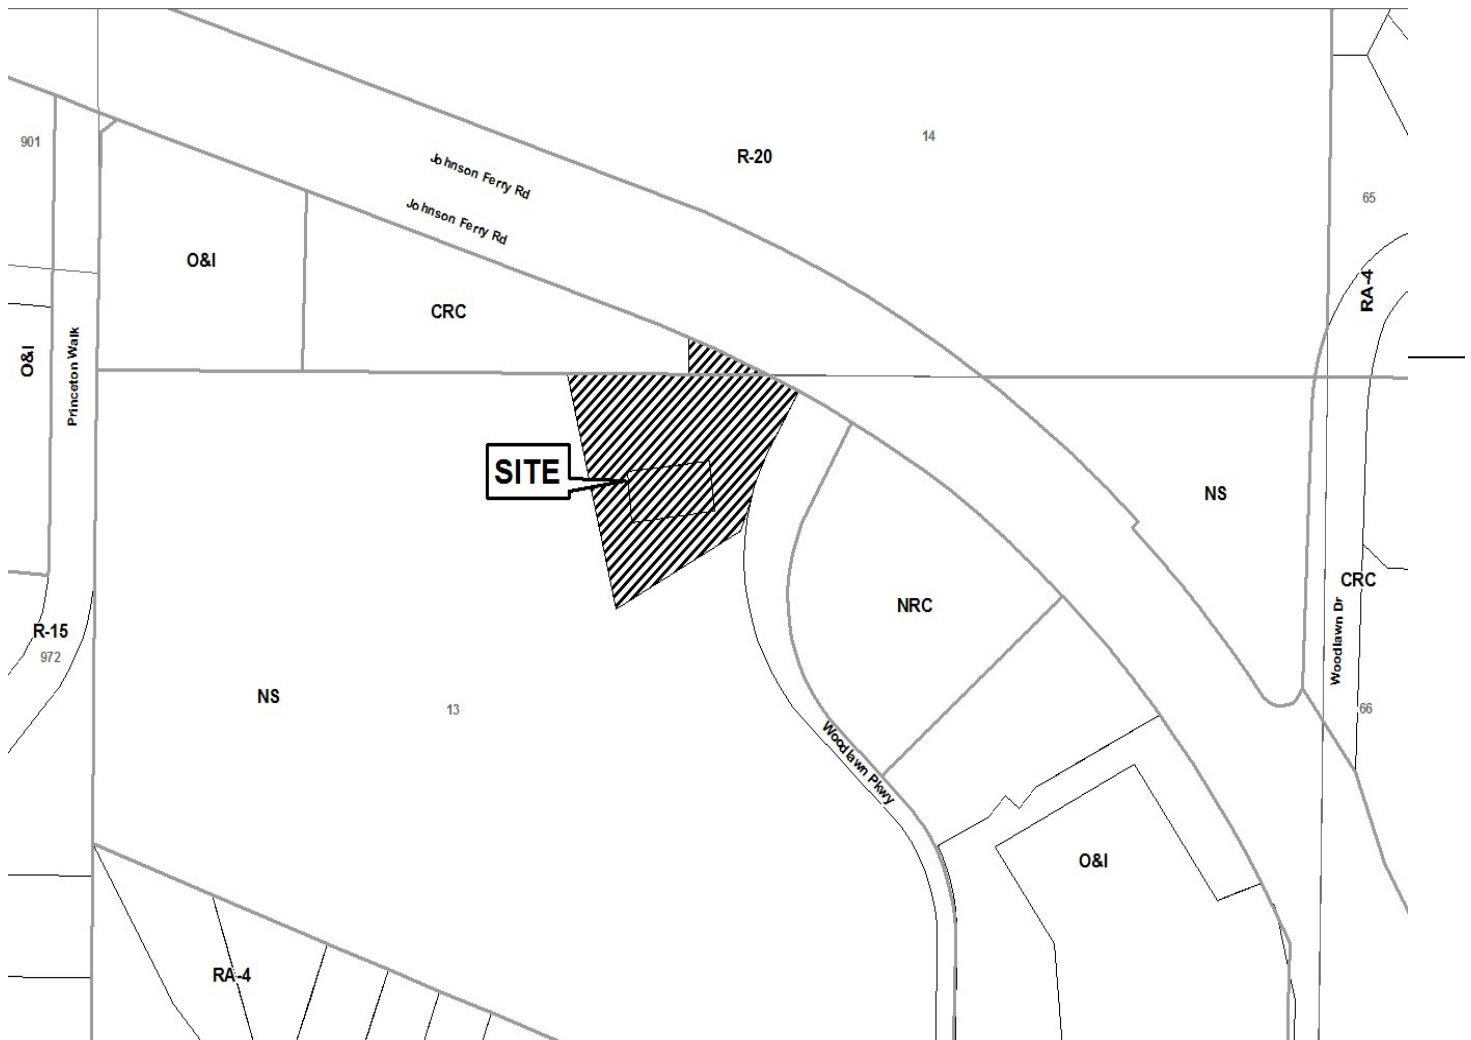 901
14
R-20
Johnson Ferry Rd
65
Johnson Ferry Rd
O&I
RA-4
CRC
O&I
Princeton Walk
SITE
NS
CRC
NRC
R-15
Woodlawn Dr
972
NS
13
66
Woodlawn Pkwy
O&I
RA-4